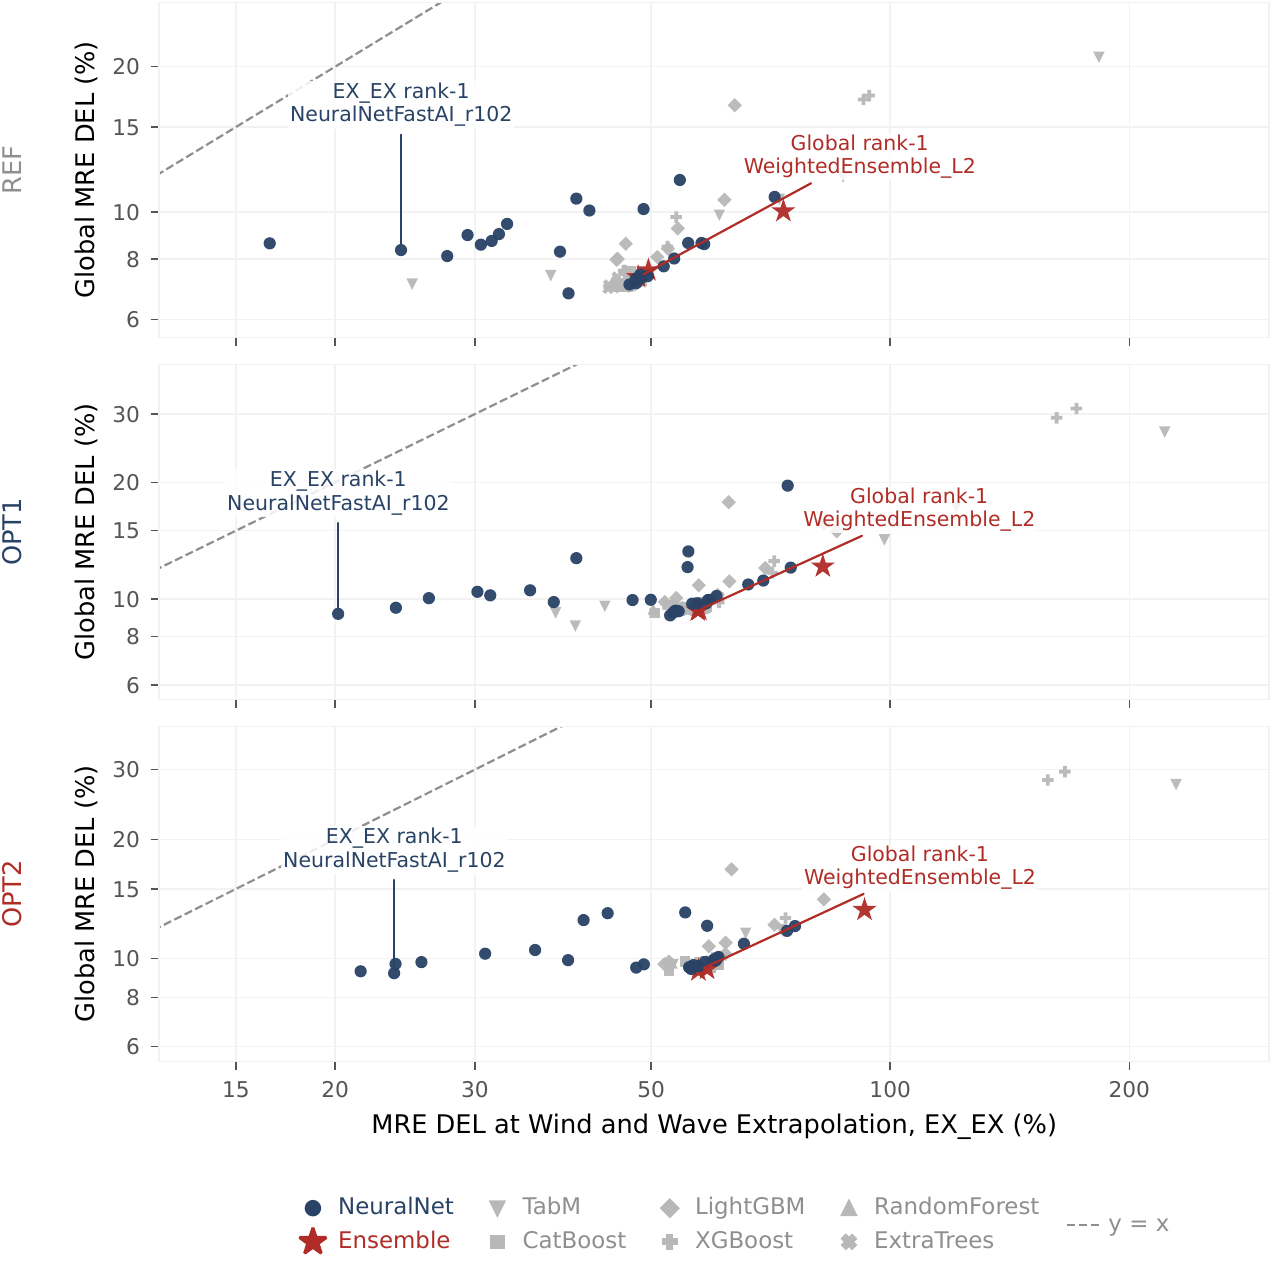 REF
Global MRE DEL (%)
20
15
10
8
6
EX_EX rank-1
NeuralNetFastAI_r102
Global rank-1
WeightedEnsemble_L2
OPT1
Global MRE DEL (%)
30
20
15
10
8
6
EX_EX rank-1
NeuralNetFastAI_r102
Global rank-1
WeightedEnsemble_L2
OPT2
Global MRE DEL (%)
30
20
15
10
8
6
EX_EX rank-1
NeuralNetFastAI_r102
Global rank-1
WeightedEnsemble_L2
15 20 30 50 100 200
MRE DEL at Wind and Wave Extrapolation, EX_EX (%)
NeuralNet TabM LightGBM RandomForest
Ensemble CatBoost XGBoost ExtraTrees
y = x